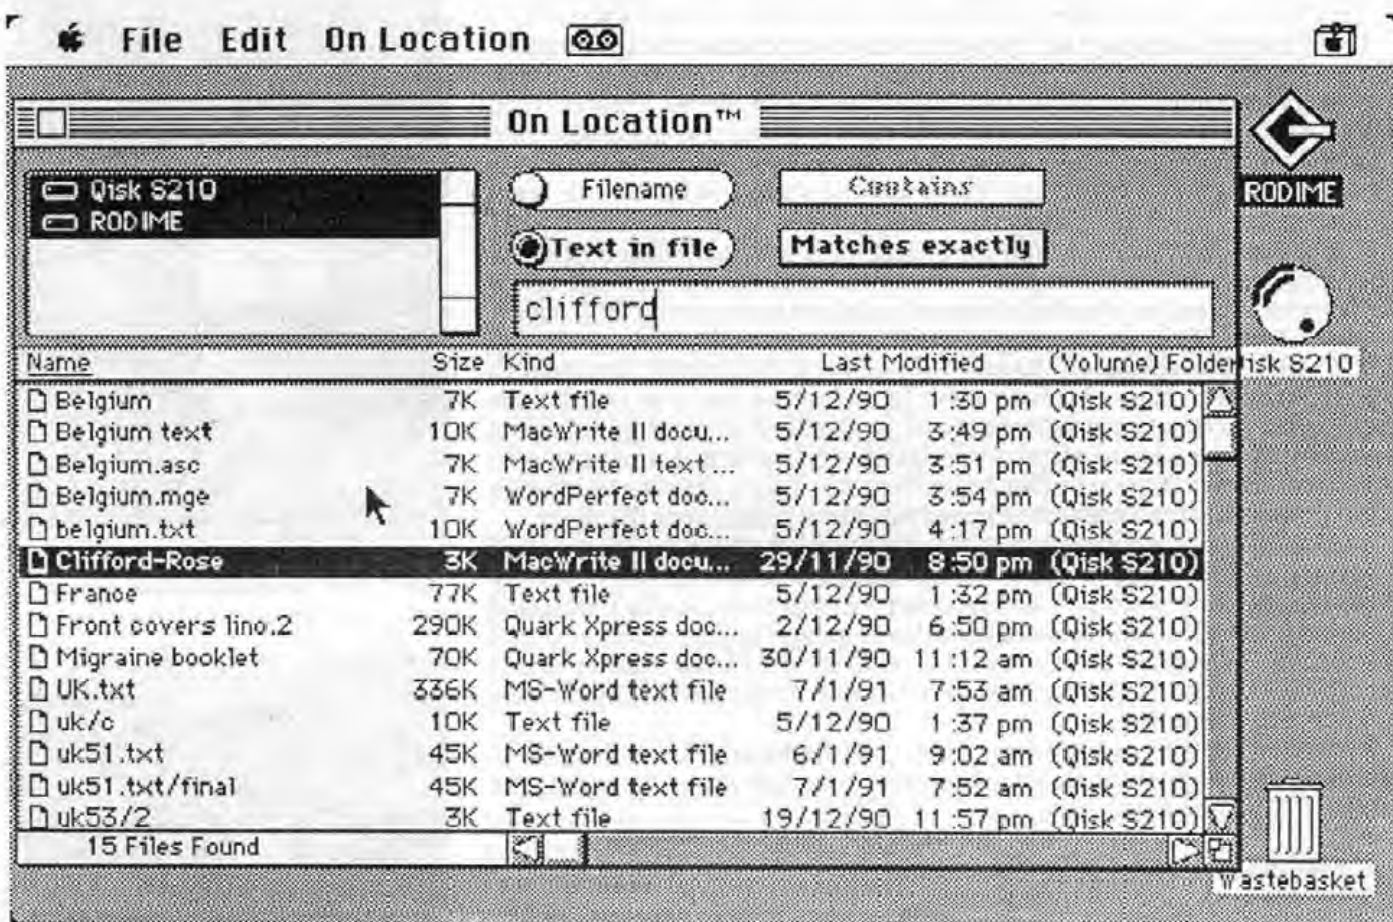 File Edit On Location
On Location™
Qisk S210
RODIME
Filename
Contains
Text in file
Matches exactly
clifford
RODIME
Qisk S210
Name Size Kind Last Modified (Volume) Folder
Belgium 7K Text file 5/12/90 1:30 pm (Qisk S210)
Belgium text 10K MacWrite II docu... 5/12/90 3:49 pm (Qisk S210)
Belgium.asc 7K MacWrite II text ... 5/12/90 3:51 pm (Qisk S210)
Belgium.mge 7K WordPerfect doc... 5/12/90 3:54 pm (Qisk S210)
belgium.txt 10K WordPerfect doc... 5/12/90 4:17 pm (Qisk S210)
Clifford-Rose 3K MacWrite II docu... 29/11/90 8:50 pm (Qisk S210)
France 77K Text file 5/12/90 1:32 pm (Qisk S210)
Front covers lino.2 290K Quark Xpress doc... 2/12/90 6:50 pm (Qisk S210)
Migraine booklet 70K Quark Xpress doc... 30/11/90 11:12 am (Qisk S210)
UK.txt 336K MS-Word text file 7/1/91 7:53 am (Qisk S210)
uk/c 10K Text file 5/12/90 1:37 pm (Qisk S210)
uk51.txt 45K MS-Word text file 6/1/91 9:02 am (Qisk S210)
uk51.txt/final 45K MS-Word text file 7/1/91 7:52 am (Qisk S210)
uk53/2 3K Text file 19/12/90 11:57 pm (Qisk S210)
15 Files Found
Wastebasket